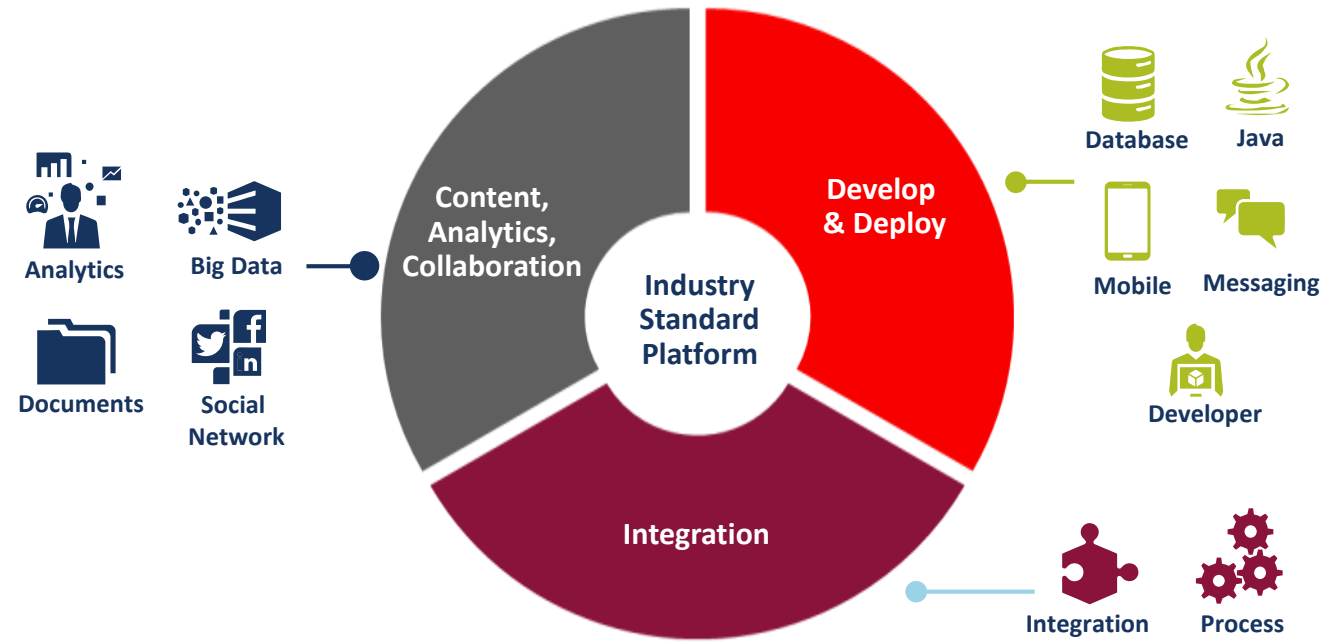 Content,
Analytics,
Collaboration
Develop
& Deploy
Industry
Standard
Platform
Integration
Analytics
Big Data
Documents
Social
Network
in
Database
Java
Mobile
Messaging
Developer
Integration
Process